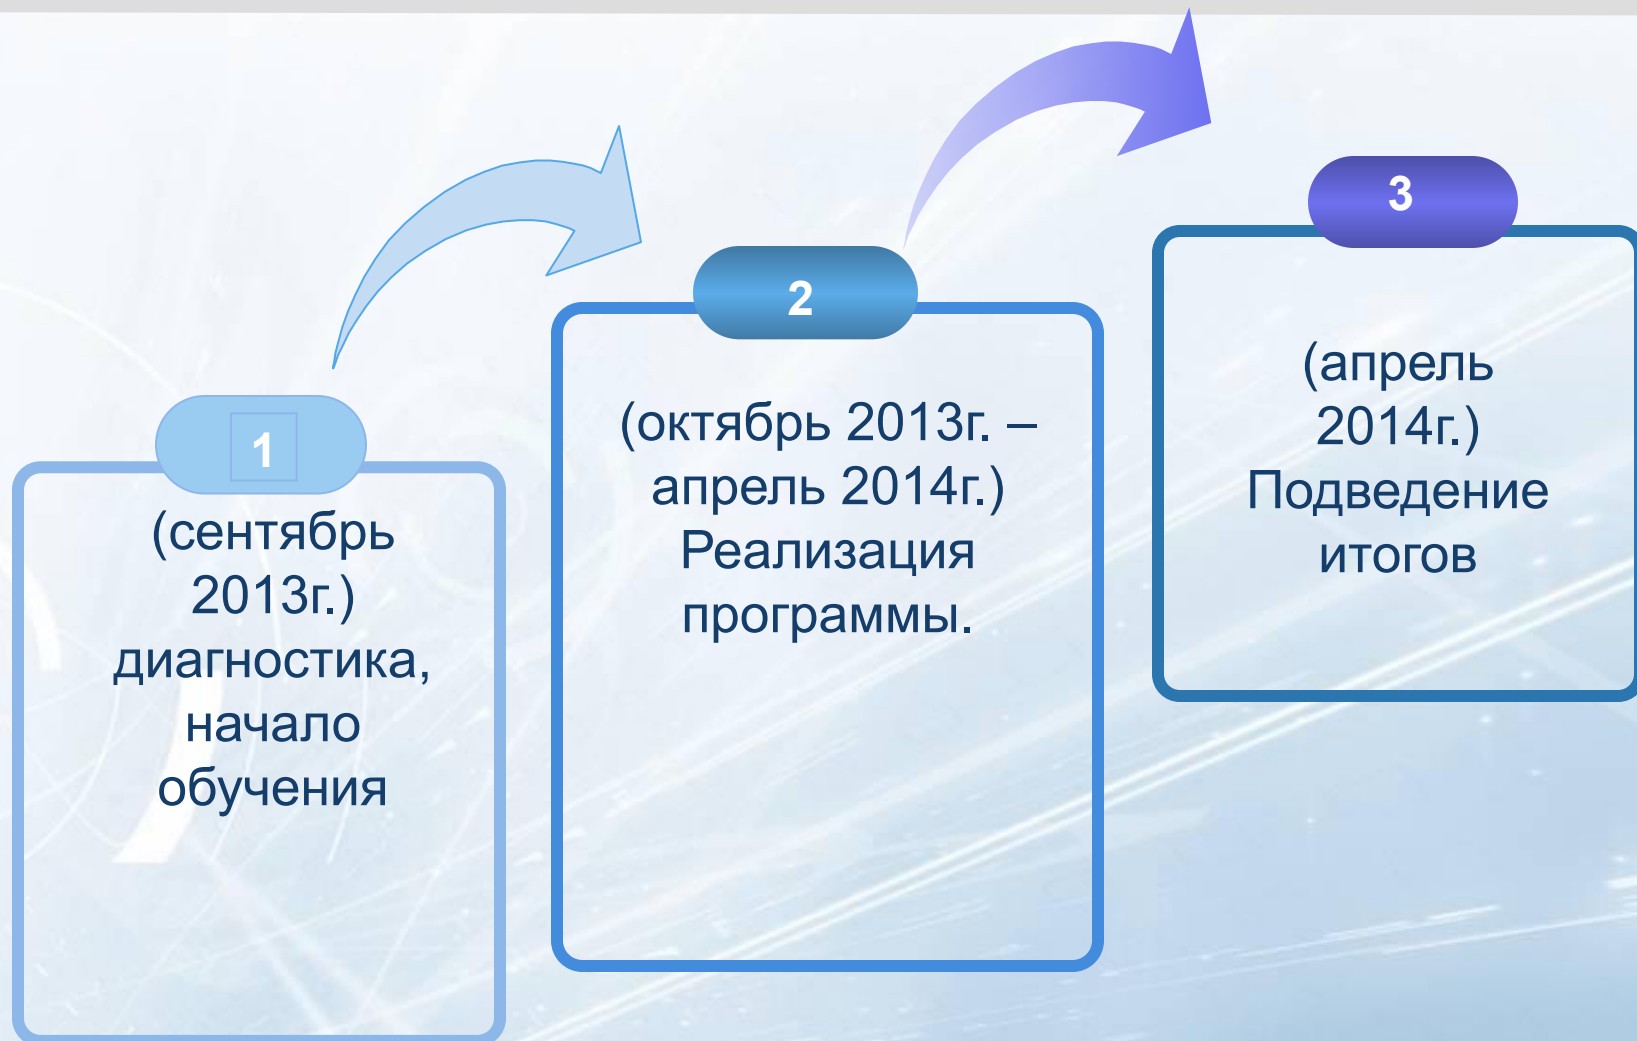 1
(сентябрь
2013г.)
диагностика,
начало
обучения
2
(октябрь 2013г. –
апрель 2014г.)
Реализация
программы.
3
(апрель
2014г.)
Подведение
итогов